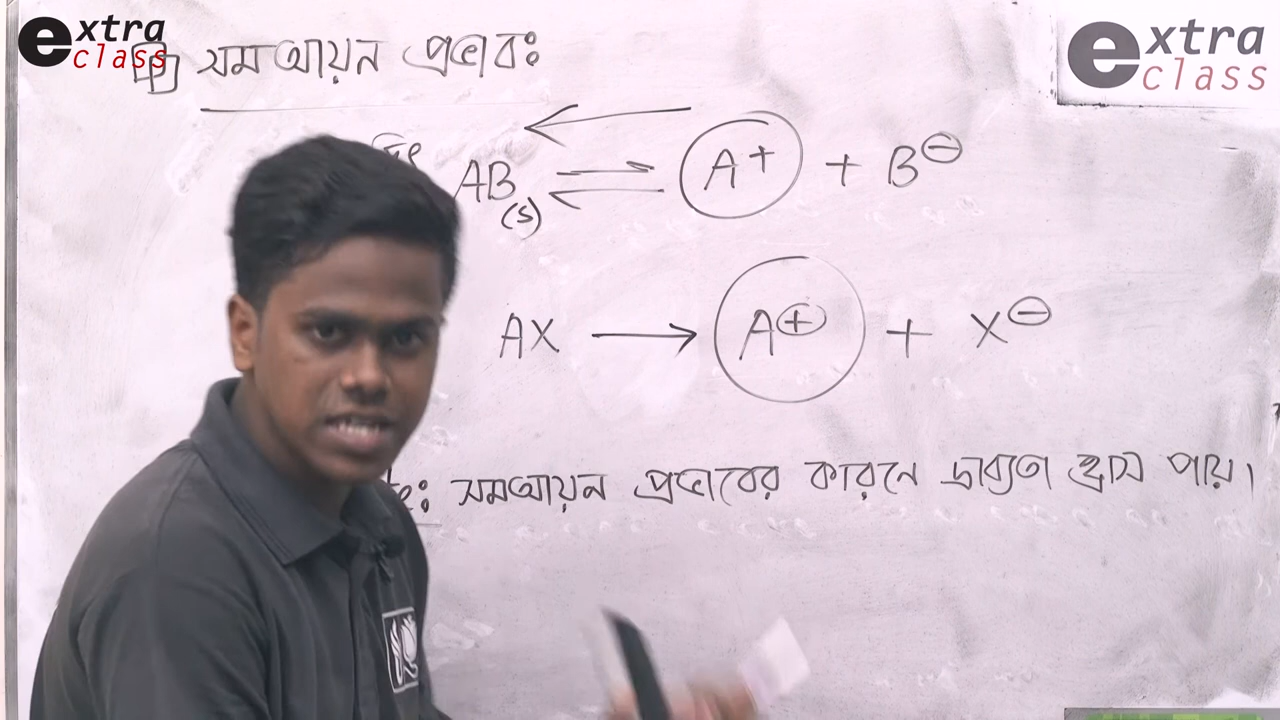 extra class
extra class
সমআয়ন প্রভাবঃ
AB(s) ⇌ A+ + B⊖
AX → A⊕ + X⊖
সমআয়ন প্রভাবের কারনে দ্রাব্যতা হ্রাস পায়।